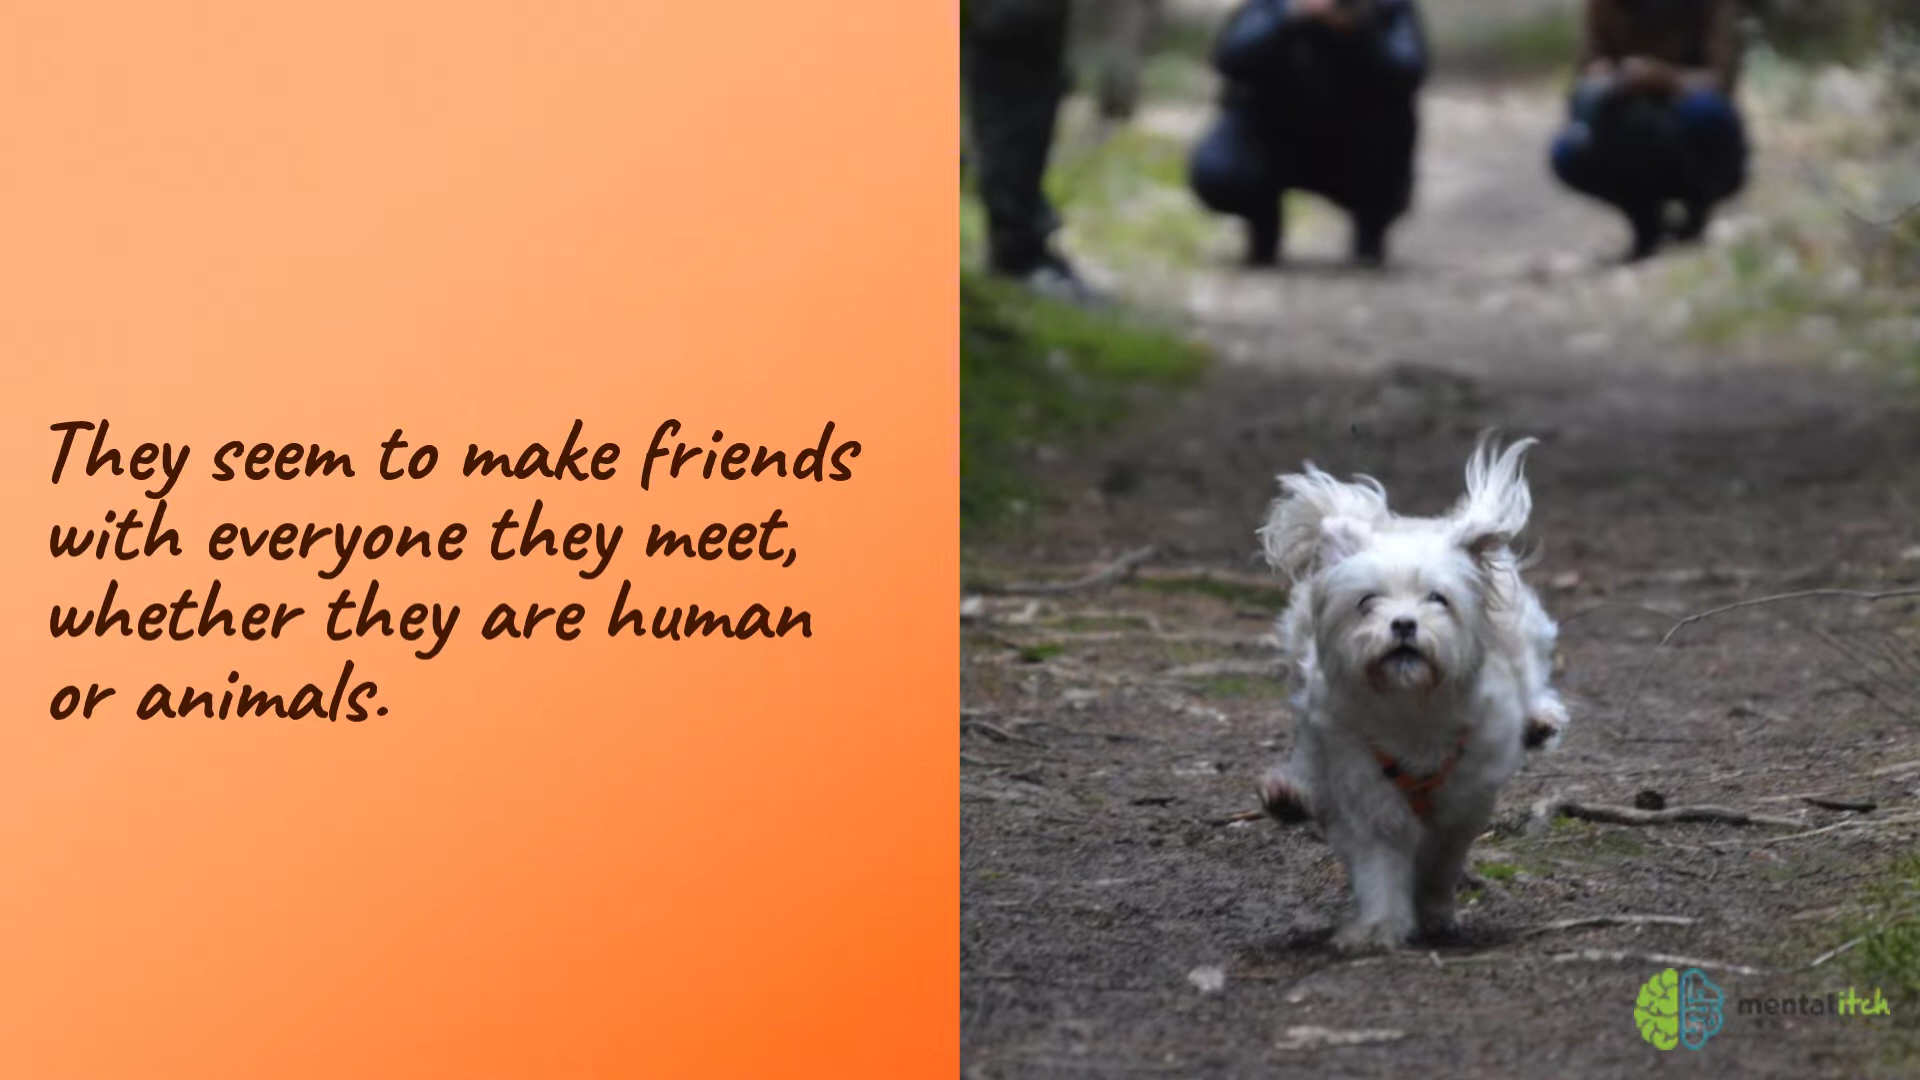 They seem to make friends
with everyone they meet,
whether they are human
or animals.
mentalitch